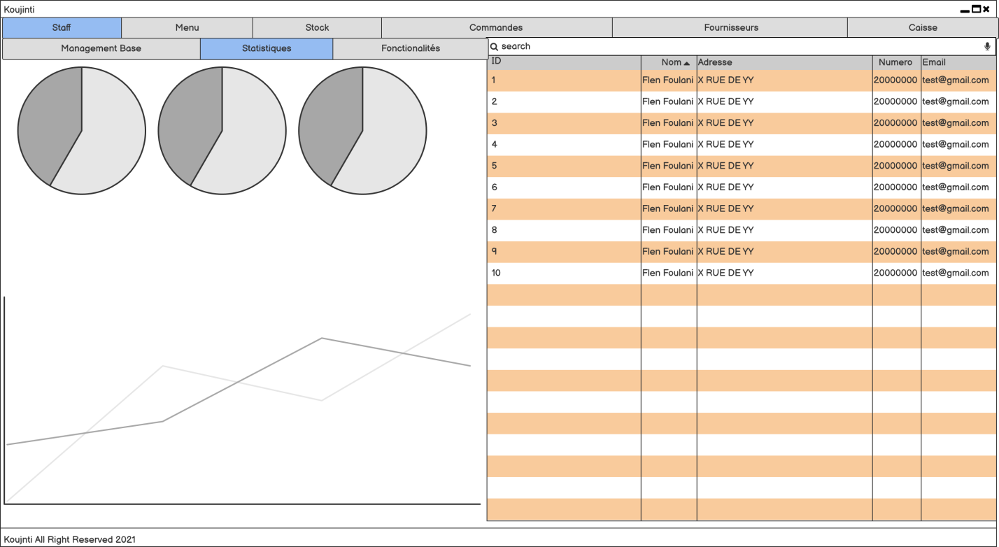 Koujinti
Staff Menu Stock Commandes Fournisseurs Caisse
Management Base Statistiques Fonctionalités
search
ID Nom Adresse Numero Email
1 Flen Foulani X RUE DE YY 20000000 test@gmail.com
2 Flen Foulani X RUE DE YY 20000000 test@gmail.com
3 Flen Foulani X RUE DE YY 20000000 test@gmail.com
4 Flen Foulani X RUE DE YY 20000000 test@gmail.com
5 Flen Foulani X RUE DE YY 20000000 test@gmail.com
6 Flen Foulani X RUE DE YY 20000000 test@gmail.com
7 Flen Foulani X RUE DE YY 20000000 test@gmail.com
8 Flen Foulani X RUE DE YY 20000000 test@gmail.com
9 Flen Foulani X RUE DE YY 20000000 test@gmail.com
10 Flen Foulani X RUE DE YY 20000000 test@gmail.com
Koujnti All Right Reserved 2021